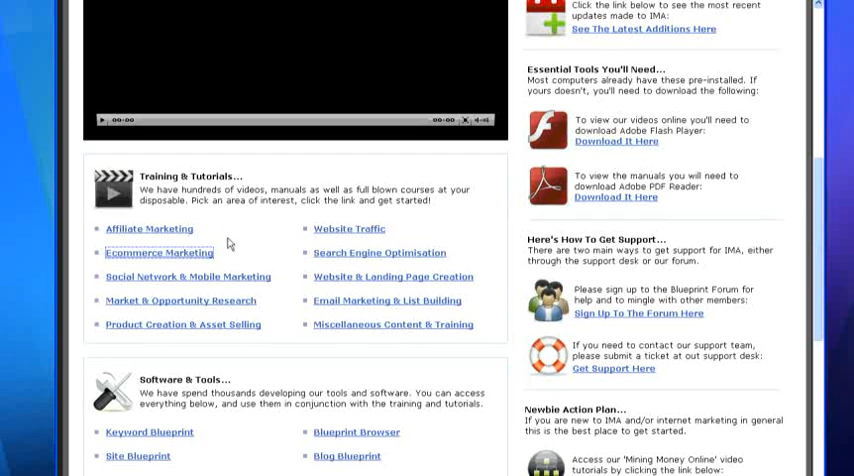 00:00
00:00
Training & Tutorials...
We have hundreds of videos, manuals as well as full blown courses at your
disposable. Pick an area of interest, click the link and get started!
Affiliate Marketing
Website Traffic
Ecommerce Marketing
Search Engine Optimisation
Social Network & Mobile Marketing
Website & Landing Page Creation
Market & Opportunity Research
Email Marketing & List Building
Product Creation & Asset Selling
Miscellaneous Content & Training
Software & Tools...
We have spend thousands developing our tools and software. You can access
everything below, and use them in conjunction with the training and tutorials.
Keyword Blueprint
Blueprint Browser
Site Blueprint
Blog Blueprint
Click the link below to see the most recent
updates made to IMA:
See The Latest Additions Here
Essential Tools You'll Need...
Most computers already have these pre-installed. If
yours doesn't, you'll need to download the following:
To view our videos online you'll need to
download Adobe Flash Player:
Download It Here
To view the manuals you will need to
download Adobe PDF Reader:
Download It Here
Here's How To Get Support...
There are two main ways to get support for IMA, either
through the support desk or our forum.
Please sign up to the Blueprint Forum for
help and to mingle with other members:
Sign Up To The Forum Here
If you need to contact our support team,
please submit a ticket at out support desk:
Get Support Here
Newbie Action Plan...
If you are new to IMA and/or internet marketing in general
this is the best place to get started.
Access our 'Mining Money Online' video
tutorials by clicking the link below: